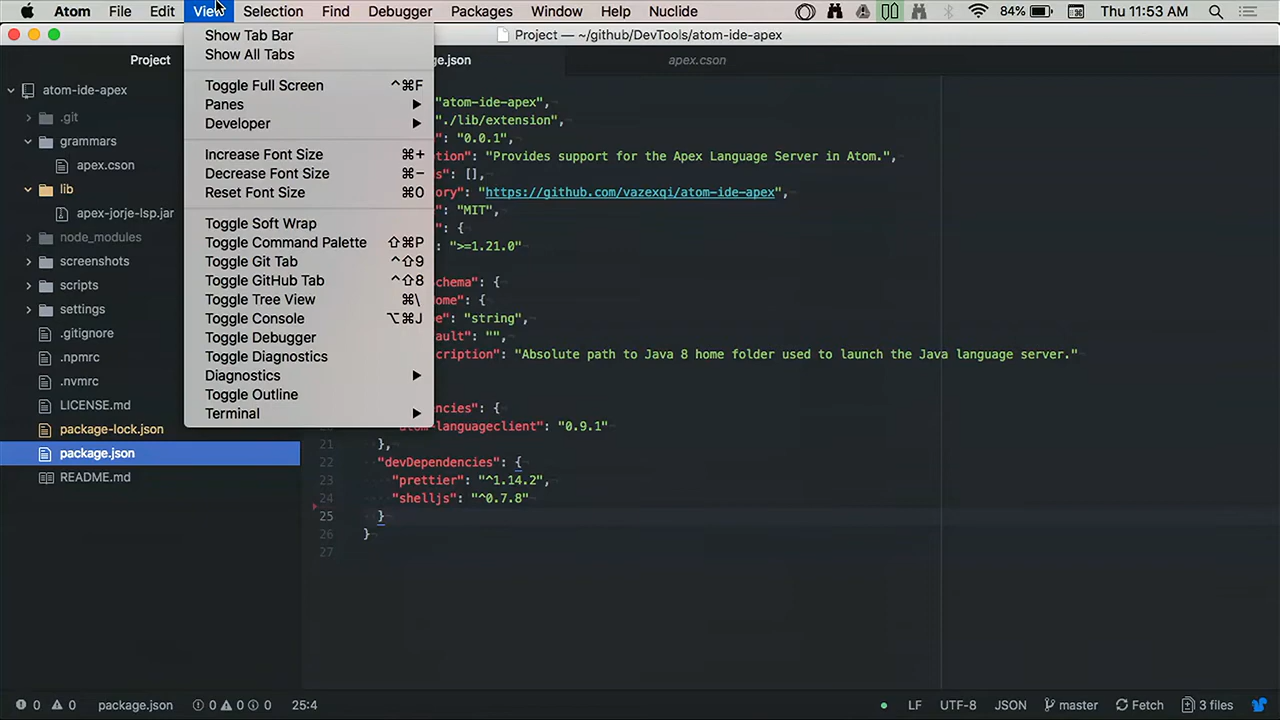 Atom File Edit View Selection Find Debugger Packages Window Help Nuclide 84% Thu 11:53 AM
Project — ~/github/DevTools/atom-ide-apex
Project
atom-ide-apex
.git
grammars
apex.cson
lib
apex-jorje-lsp.jar
node_modules
screenshots
scripts
settings
.gitignore
.npmrc
.nvmrc
LICENSE.md
package-lock.json
package.json
README.md
Show Tab Bar
Show All Tabs
Toggle Full Screen ^⌘F
Panes
Developer
Increase Font Size ⌘+
Decrease Font Size ⌘−
Reset Font Size ⌘0
Toggle Soft Wrap
Toggle Command Palette ⇧⌘P
Toggle Git Tab ^⇧9
Toggle GitHub Tab ^⇧8
Toggle Tree View ⌘\
Toggle Console ⌥⌘J
Toggle Debugger
Toggle Diagnostics
Diagnostics
Toggle Outline
Terminal
ge.json apex.cson
"atom-ide-apex",
"./lib/extension",
"0.0.1",
tion": "Provides support for the Apex Language Server in Atom.",
s": [],
ory": "https://github.com/vazexqi/atom-ide-apex",
": "MIT",
": {
": ">=1.21.0"
schema": {
ome": {
e": "string",
ault": "",
cription": "Absolute path to Java 8 home folder used to launch the Java language server."
ncies": {
atom-languageclient": "0.9.1"
21 },
22 "devDependencies": {
23 "prettier": "^1.14.2",
24 "shelljs": "^0.7.8"
25 }
26 }
27
0 0 package.json 0 0 0 25:4 LF UTF-8 JSON master Fetch 3 files